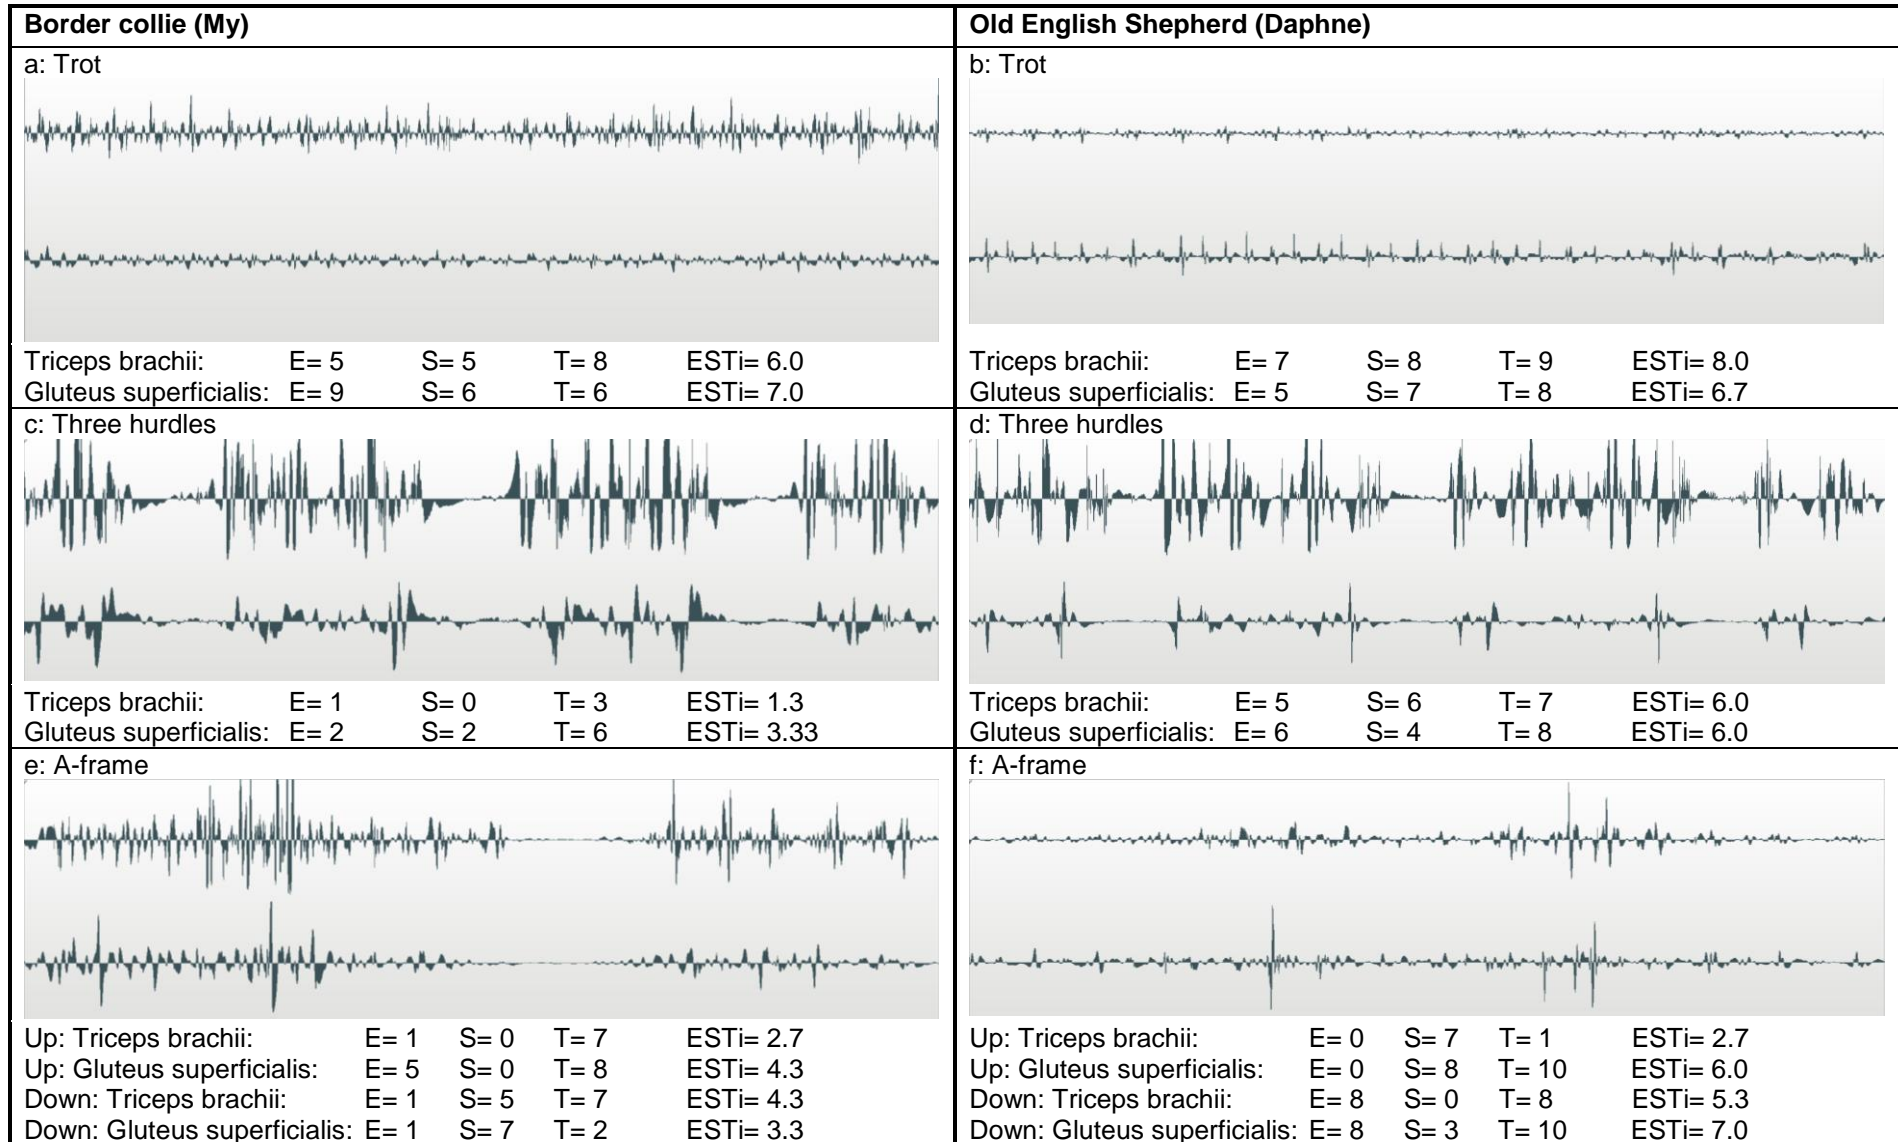 Border collie (My)
Old English Shepherd (Daphne)
a: Trot
Triceps brachii: E= 5 S= 5 T= 8 ESTi= 6.0
Gluteus superficialis: E= 9 S= 6 T= 6 ESTi= 7.0
b: Trot
Triceps brachii: E= 7 S= 8 T= 9 ESTi= 8.0
Gluteus superficialis: E= 5 S= 7 T= 8 ESTi= 6.7
c: Three hurdles
Triceps brachii: E= 1 S= 0 T= 3 ESTi= 1.3
Gluteus superficialis: E= 2 S= 2 T= 6 ESTi= 3.33
d: Three hurdles
Triceps brachii: E= 5 S= 6 T= 7 ESTi= 6.0
Gluteus superficialis: E= 6 S= 4 T= 8 ESTi= 6.0
e: A-frame
Up: Triceps brachii: E= 1 S= 0 T= 7 ESTi= 2.7
Up: Gluteus superficialis: E= 5 S= 0 T= 8 ESTi= 4.3
Down: Triceps brachii: E= 1 S= 5 T= 7 ESTi= 4.3
Down: Gluteus superficialis: E= 1 S= 7 T= 2 ESTi= 3.3
f: A-frame
Up: Triceps brachii: E= 0 S= 7 T= 1 ESTi= 2.7
Up: Gluteus superficialis: E= 0 S= 8 T= 10 ESTi= 6.0
Down: Triceps brachii: E= 8 S= 0 T= 8 ESTi= 5.3
Down: Gluteus superficialis: E= 8 S= 3 T= 10 ESTi= 7.0